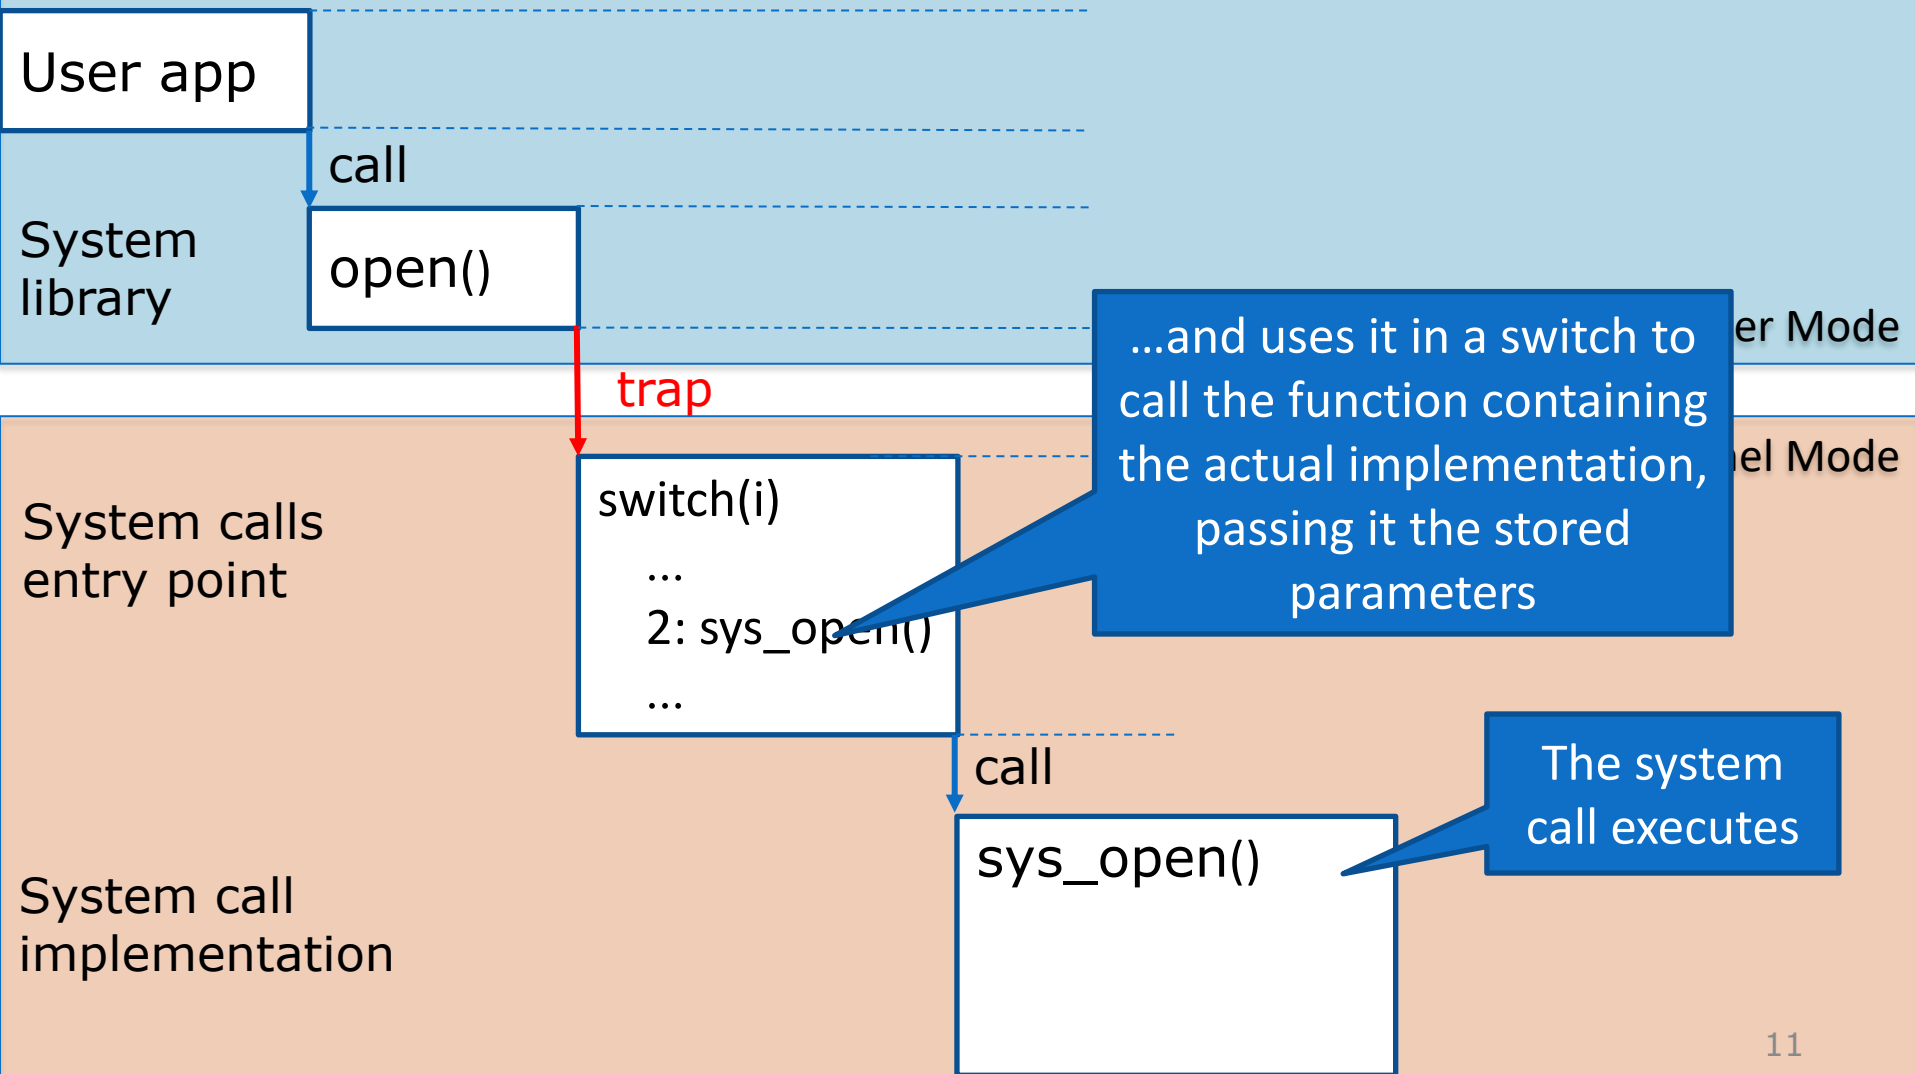 User app
call
System
library
open()
er Mode
trap
…and uses it in a switch to
call the function containing
the actual implementation,
passing it the stored
parameters
el Mode
System calls
entry point
switch(i)
...
2: sys_open()
...
call
The system
call executes
sys_open()
System call
implementation
11